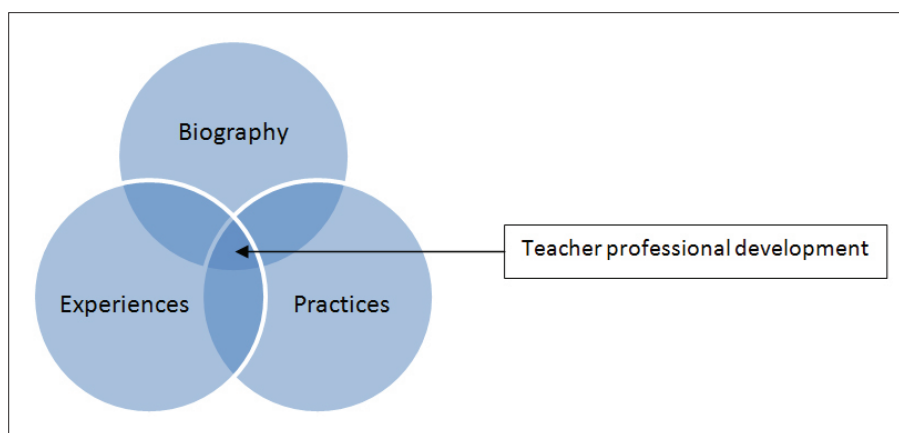 Biography
Teacher professional development
Experiences
Practices